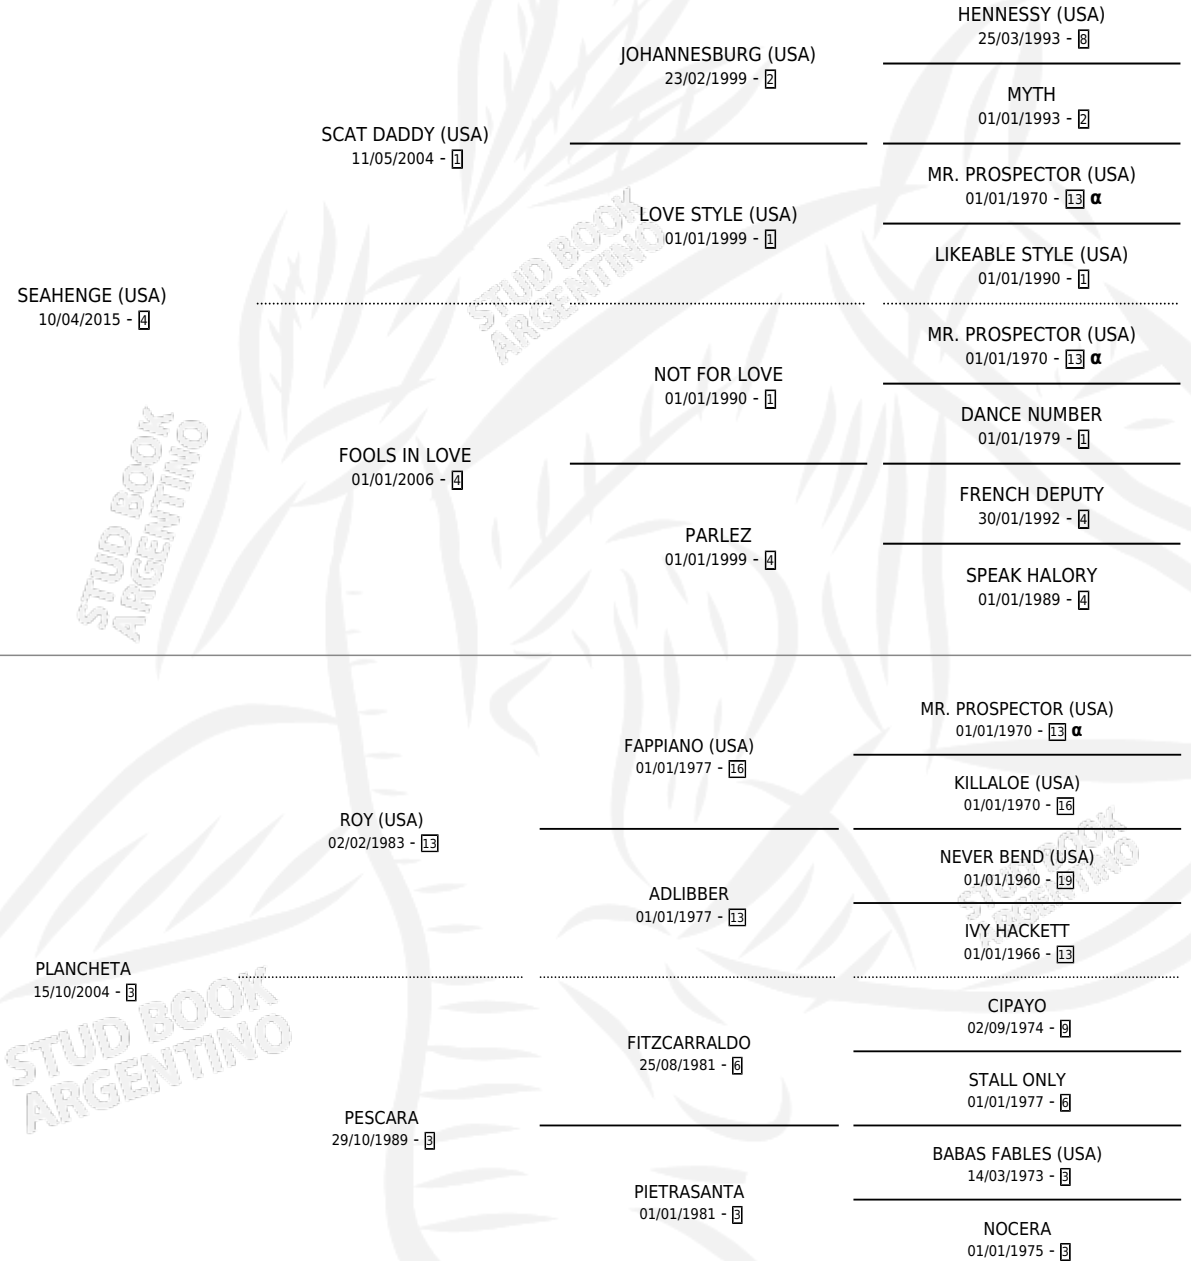 HENNESSY (USA)
25/03/1993 - 8
JOHANNESBURG (USA)
23/02/1999 - 2
MYTH
01/01/1993 - 2
SCAT DADDY (USA)
11/05/2004 - 1
MR. PROSPECTOR (USA)
01/01/1970 - 13 α
LOVE STYLE (USA)
01/01/1999 - 1
LIKEABLE STYLE (USA)
01/01/1990 - 1
SEAHENGE (USA)
10/04/2015 - 4
MR. PROSPECTOR (USA)
01/01/1970 - 13 α
NOT FOR LOVE
01/01/1990 - 1
DANCE NUMBER
01/01/1979 - 1
FOOLS IN LOVE
01/01/2006 - 4
FRENCH DEPUTY
30/01/1992 - 4
PARLEZ
01/01/1999 - 4
SPEAK HALORY
01/01/1989 - 4
MR. PROSPECTOR (USA)
01/01/1970 - 13 α
FAPPIANO (USA)
01/01/1977 - 16
KILLALOE (USA)
01/01/1970 - 16
ROY (USA)
02/02/1983 - 13
NEVER BEND (USA)
01/01/1960 - 19
ADLIBBER
01/01/1977 - 13
IVY HACKETT
01/01/1966 - 13
PLANCHETA
15/10/2004 - 3
CIPAYO
02/09/1974 - 9
FITZCARRALDO
25/08/1981 - 6
STALL ONLY
01/01/1977 - 6
PESCARA
29/10/1989 - 3
BABAS FABLES (USA)
14/03/1973 - 3
PIETRASANTA
01/01/1981 - 3
NOCERA
01/01/1975 - 3
STUD BOOK
ARGENTINO
STUD BOOK
ARGENTINO
STUD BOOK
ARGENTINO
STUD BOOK
ARGENTINO